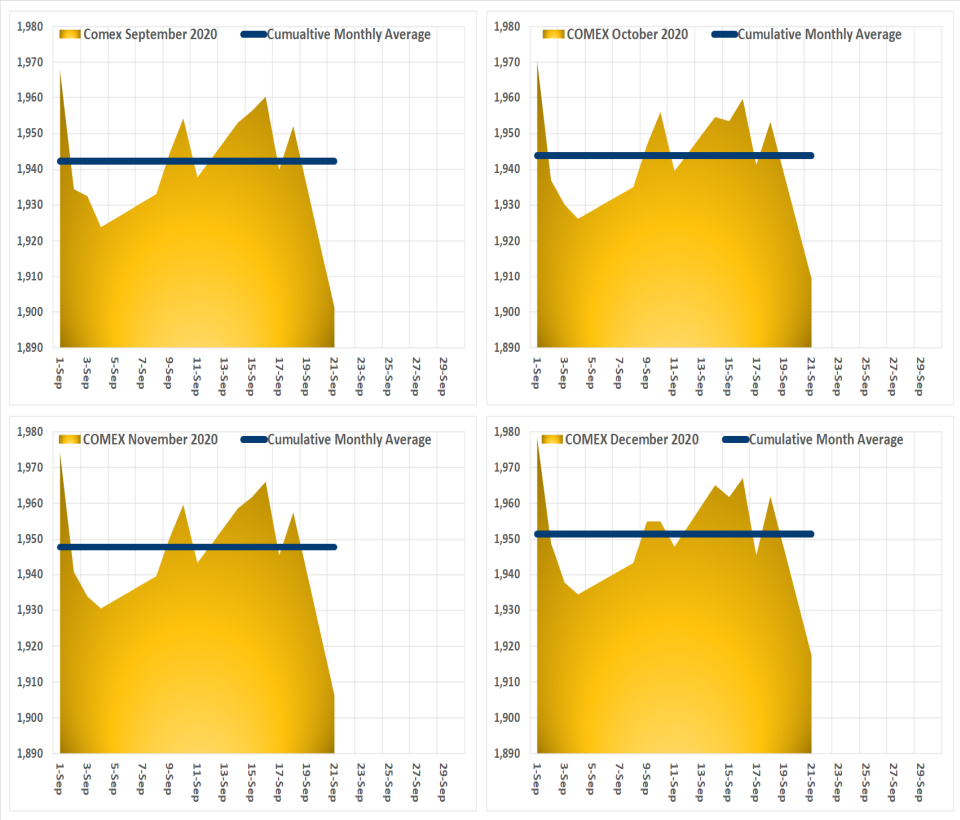 Comex September 2020 Cumualtive Monthly Average
1,980
1,970
1,960
1,950
1,940
1,930
1,920
1,910
1,900
1,890
1-Sep
3-Sep
5-Sep
7-Sep
9-Sep
11-Sep
13-Sep
15-Sep
17-Sep
19-Sep
21-Sep
23-Sep
25-Sep
27-Sep
29-Sep
COMEX October 2020 Cumulative Monthly Average
1,980
1,970
1,960
1,950
1,940
1,930
1,920
1,910
1,900
1,890
1-Sep
3-Sep
5-Sep
7-Sep
9-Sep
11-Sep
13-Sep
15-Sep
17-Sep
19-Sep
21-Sep
23-Sep
25-Sep
27-Sep
29-Sep
COMEX November 2020 Cumulative Monthly Average
1,980
1,970
1,960
1,950
1,940
1,930
1,920
1,910
1,900
1,890
1-Sep
3-Sep
5-Sep
7-Sep
9-Sep
11-Sep
13-Sep
15-Sep
17-Sep
19-Sep
21-Sep
23-Sep
25-Sep
27-Sep
29-Sep
COMEX December 2020 Cumulative Month Average
1,980
1,970
1,960
1,950
1,940
1,930
1,920
1,910
1,900
1,890
1-Sep
3-Sep
5-Sep
7-Sep
9-Sep
11-Sep
13-Sep
15-Sep
17-Sep
19-Sep
21-Sep
23-Sep
25-Sep
27-Sep
29-Sep